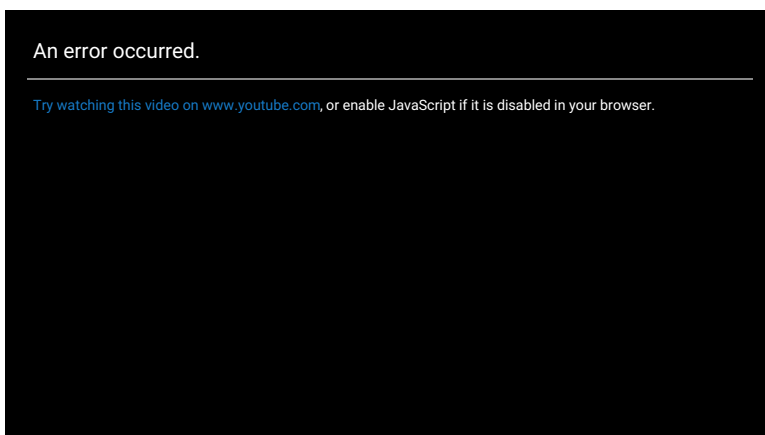 An error occurred.
Try watching this video on www.youtube.com, or enable JavaScript if it is disabled in your browser.